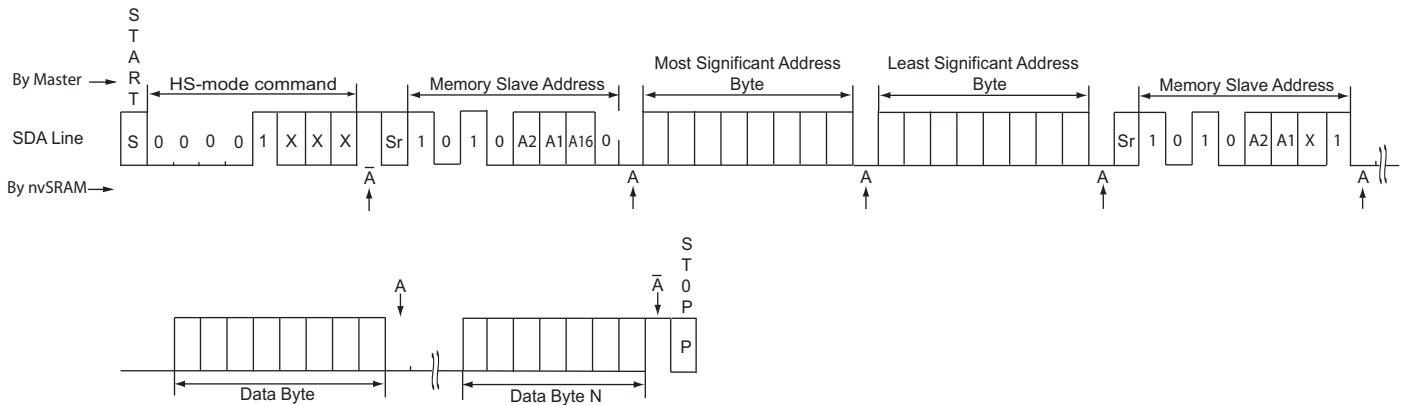 START
By Master
HS-mode command
Memory Slave Address
Most Significant Address Byte
Least Significant Address Byte
Memory Slave Address
SDA Line
S 0 0 0 0 1 X X X Sr 1 0 1 0 A2 A1 A16 0 Sr 1 0 1 0 A2 A1 X 1
By nvSRAM
A̅ A A A A
A A̅ ST0P
P
Data Byte Data Byte N